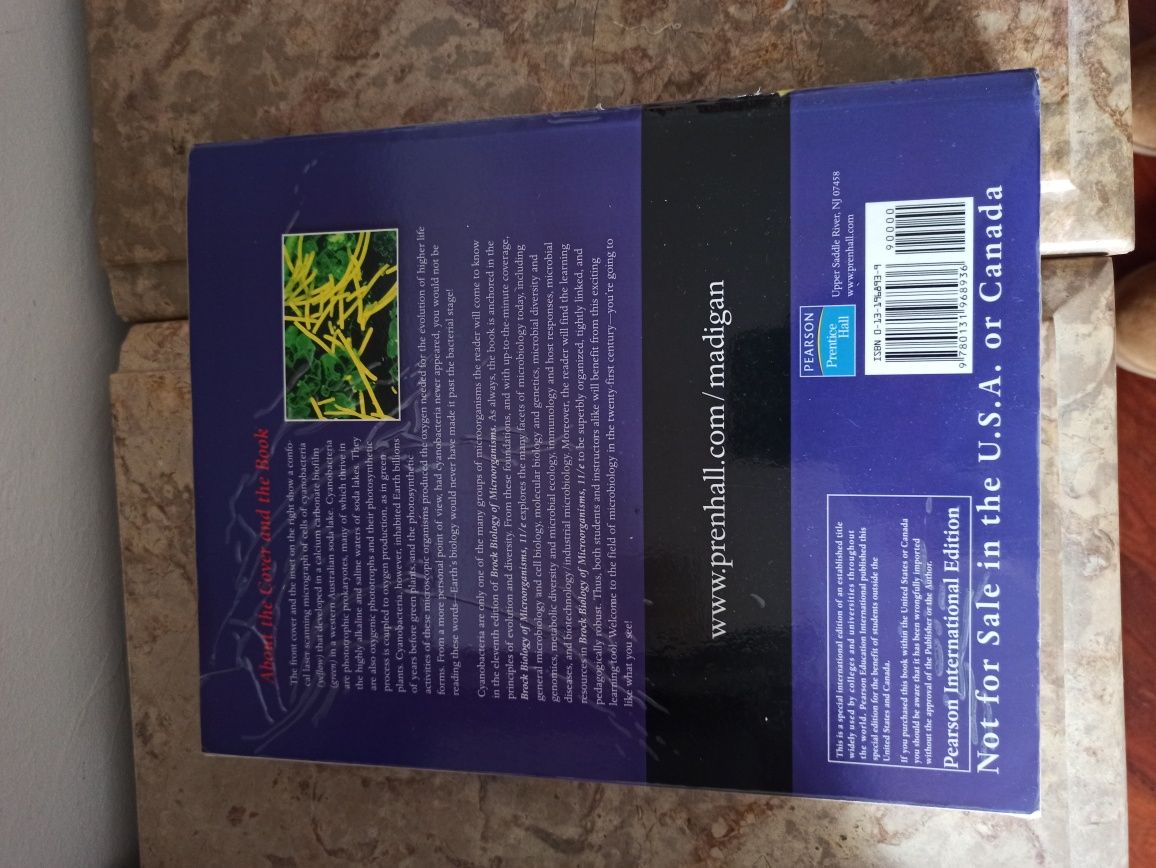 About the Cover and the Book
The front cover and the inset on the right show a confo-
cal laser scanning micrograph of cells of cyanobacteria
(yellow) that developed in a calcium carbonate biofilm
(green) in a western Australian soda lake. Cyanobacteria
are phototrophic prokaryotes, many of which thrive in
the highly alkaline and saline waters of soda lakes. They
are also oxygenic phototrophs and their photosynthetic
process is coupled to oxygen production, as in green
plants. Cyanobacteria, however, inhabited Earth billions
of years before green plants, and the photosynthetic
activities of these microscopic organisms produced the oxygen needed for the evolution of higher life
forms. From a more personal point of view, had cyanobacteria never appeared, you would not be
reading these words—Earth's biology would never have made it past the bacterial stage!
Cyanobacteria are only one of the many groups of microorganisms the reader will come to know
in the eleventh edition of Brock Biology of Microorganisms. As always, the book is anchored in the
principles of evolution and diversity. From these foundations, and with up-to-the-minute coverage,
Brock Biology of Microorganisms, 11/e explores the many facets of microbiology today, including
general microbiology and cell biology, molecular biology and genetics, microbial diversity and
genomics, metabolic diversity and microbial ecology, immunology and host responses, microbial
diseases, and biotechnology/industrial microbiology. Moreover, the reader will find the learning
resources in Brock Biology of Microorganisms, 11/e to be superbly organized, tightly linked, and
pedagogically robust. Thus, both students and instructors alike will benefit from this exciting
learning tool. Welcome to the field of microbiology in the twenty-first century—you're going to
like what you see!
www.prenhall.com/madigan
This is a special international edition of an established title
widely used by colleges and universities throughout
the world. Pearson Education International published this
special edition for the benefit of students outside the
United States and Canada.
If you purchased this book within the United States or Canada
you should be aware that it has been wrongfully imported
without the approval of the Publisher or the Author.
Pearson International Edition
PEARSON
Prentice
Hall
Upper Saddle River, NJ 07458
www.prenhall.com
ISBN 0-13-196893-9
90000
9 780131 968936
Not for Sale in the U.S.A. or Canada